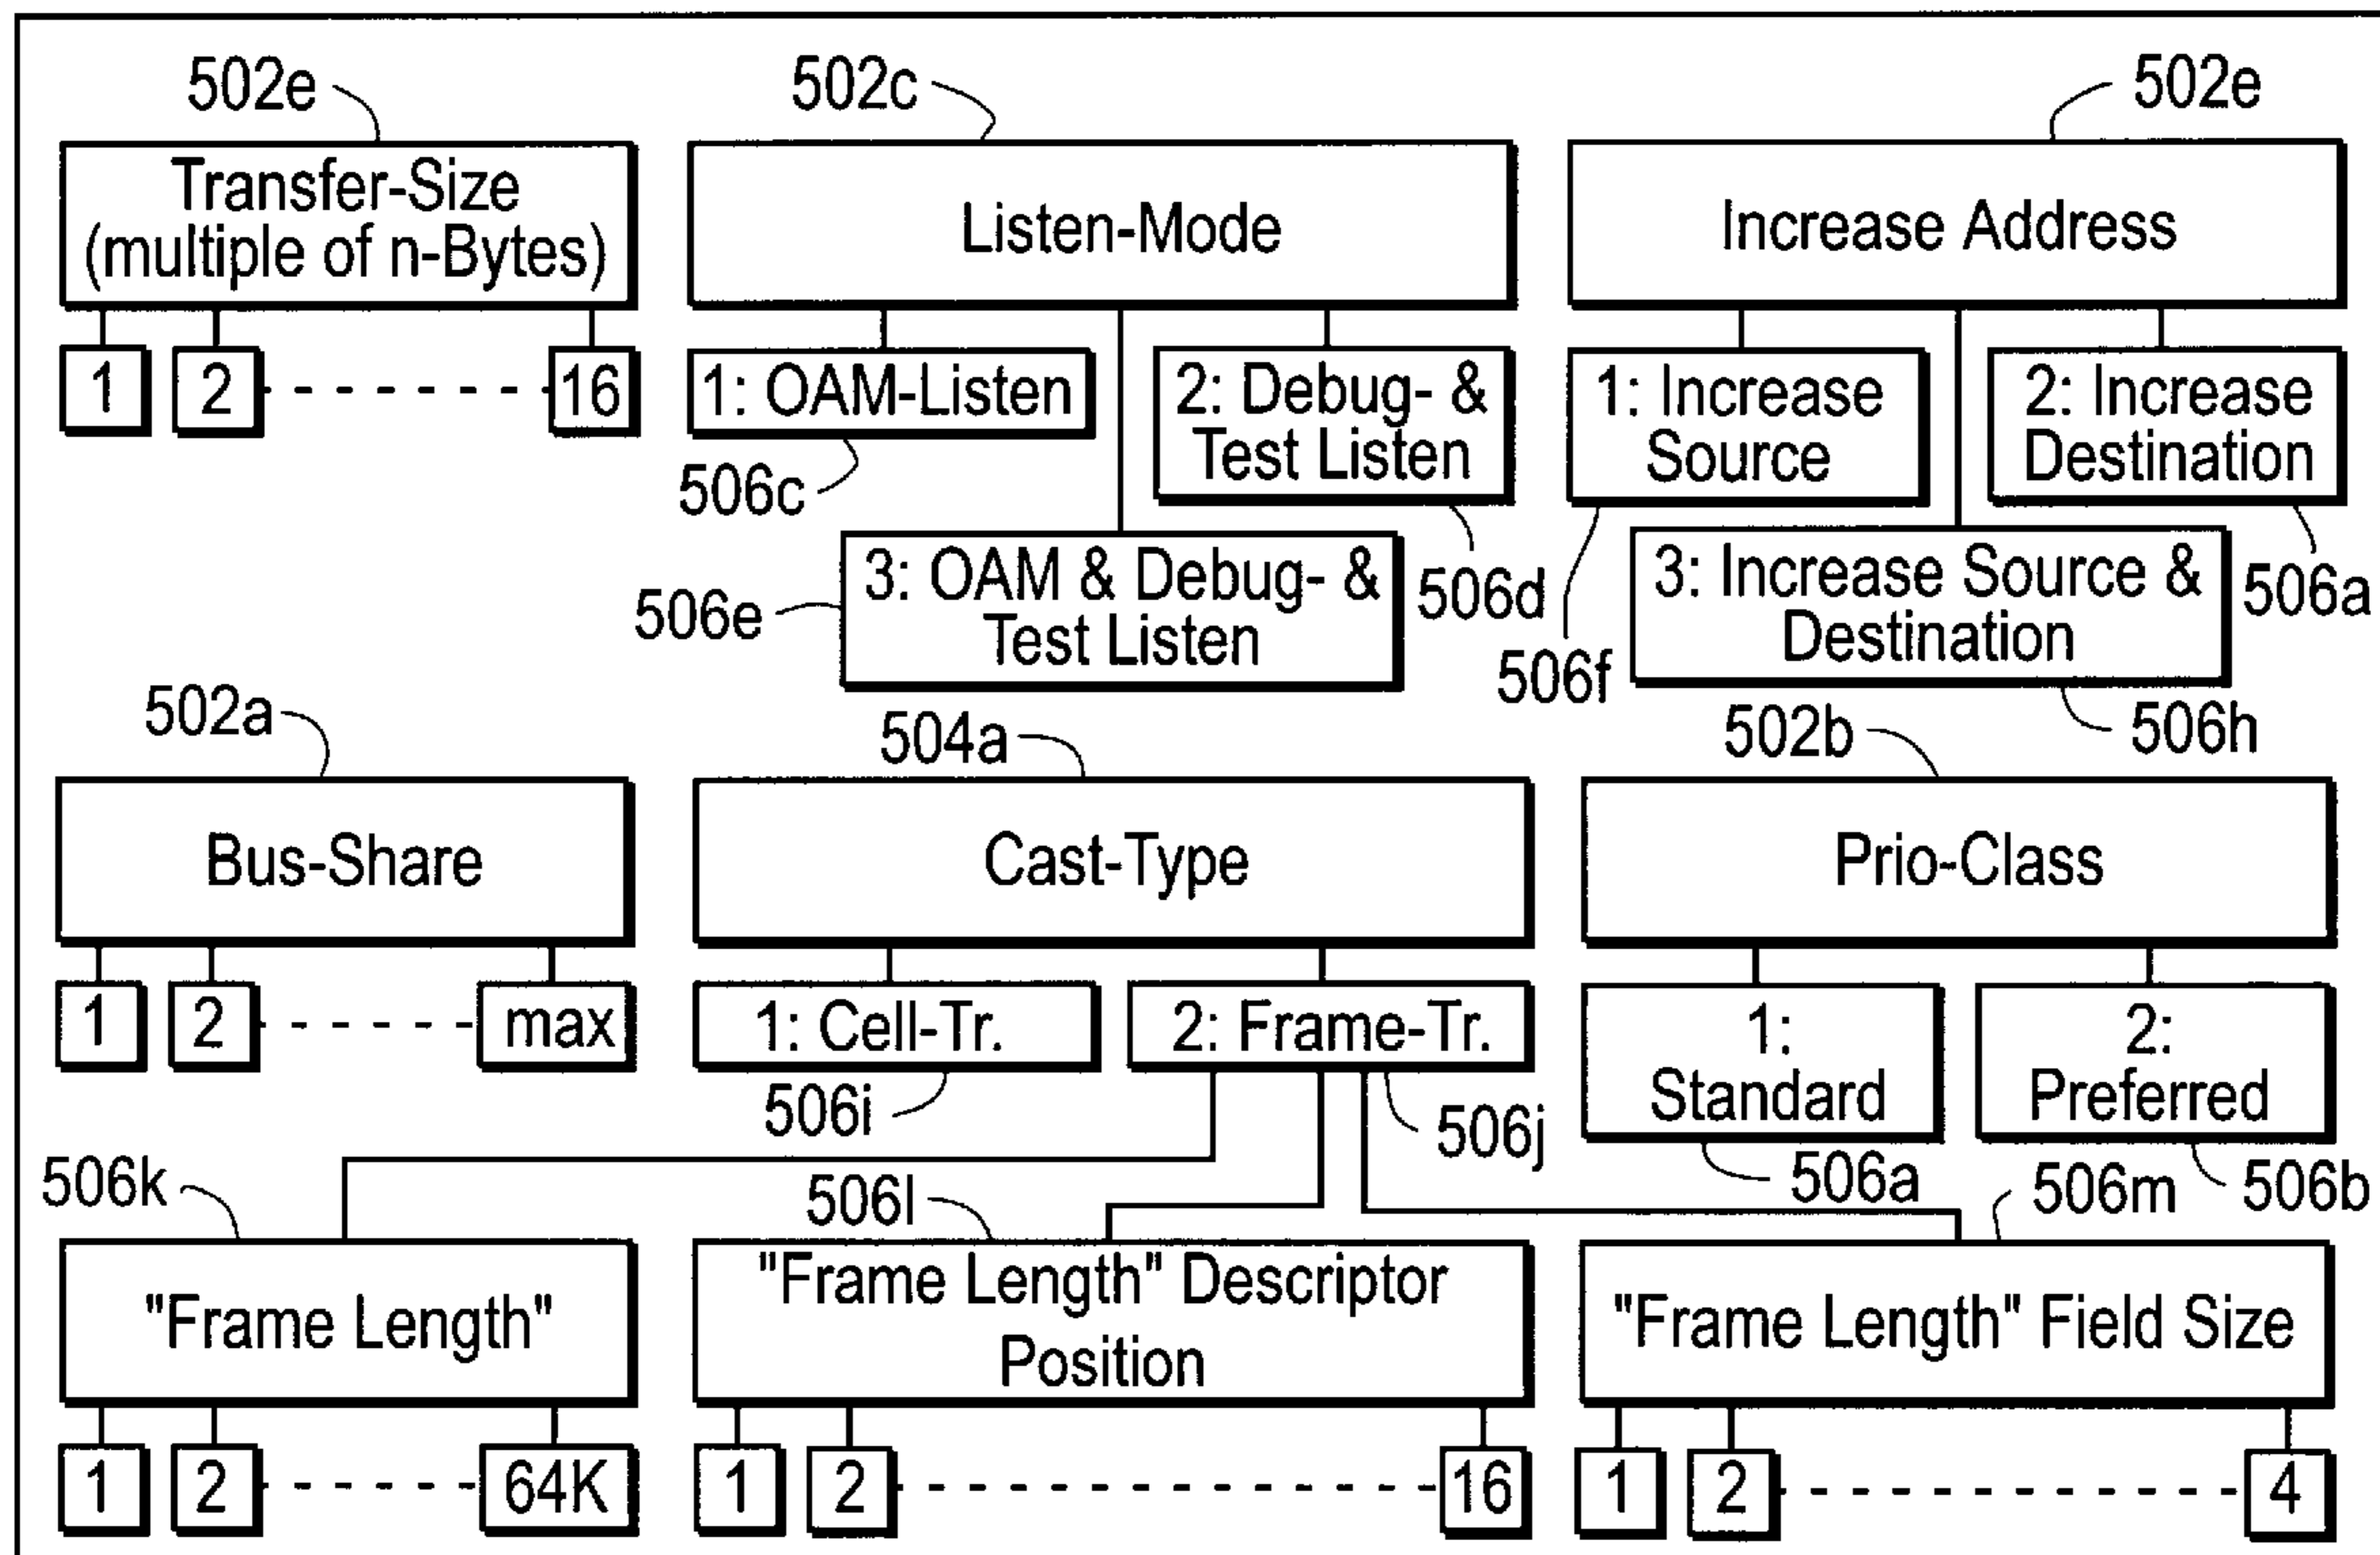 502e
502c
502e
Transfer-Size
(multiple of n-Bytes)
Listen-Mode
Increase Address
1
2
16
1: OAM-Listen
2: Debug- &
Test Listen
1: Increase
Source
2: Increase
Destination
506c
506d
506a
3: OAM & Debug- &
Test Listen
506e
506f
3: Increase Source &
Destination
506h
502a
504a
502b
Bus-Share
Cast-Type
Prio-Class
1
2
max
1: Cell-Tr.
2: Frame-Tr.
1:
Standard
2:
Preferred
506i
506j
506a
506b
506k
506l
506m
"Frame Length"
"Frame Length" Descriptor
Position
"Frame Length" Field Size
1
2
64K
1
2
16
1
2
4